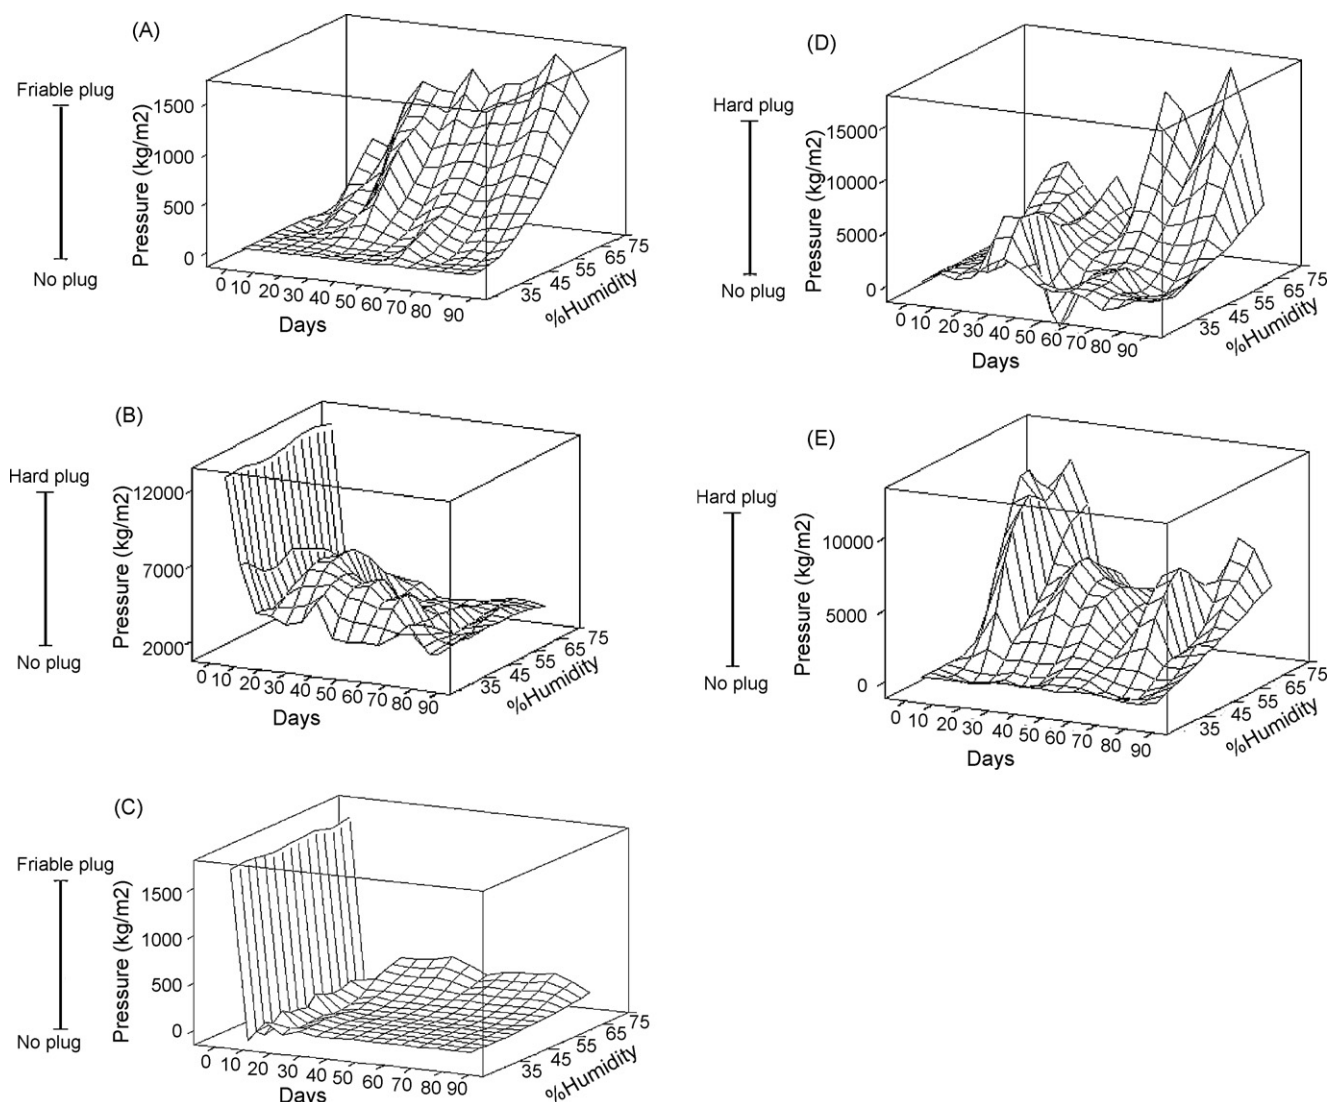 (A)
Friable plug
No plug
Pressure (kg/m2)
1500
1000
500
0
0 10 20 30 40 50 60 70 80 90
Days
35 45 55 65 75
%Humidity
(D)
Hard plug
No plug
Pressure (kg/m2)
15000
10000
5000
0
0 10 20 30 40 50 60 70 80 90
Days
35 45 55 65 75
%Humidity
(B)
Hard plug
No plug
Pressure (kg/m2)
12000
7000
2000
0 10 20 30 40 50 60 70 80 90
Days
35 45 55 65 75
%Humidity
(E)
Hard plug
No plug
Pressure (kg/m2)
10000
5000
0
0 10 20 30 40 50 60 70 80 90
Days
35 45 55 65 75
%Humidity
(C)
Friable plug
No plug
Pressure (kg/m2)
1500
1000
500
0
0 10 20 30 40 50 60 70 80 90
Days
35 45 55 65 75
%Humidity